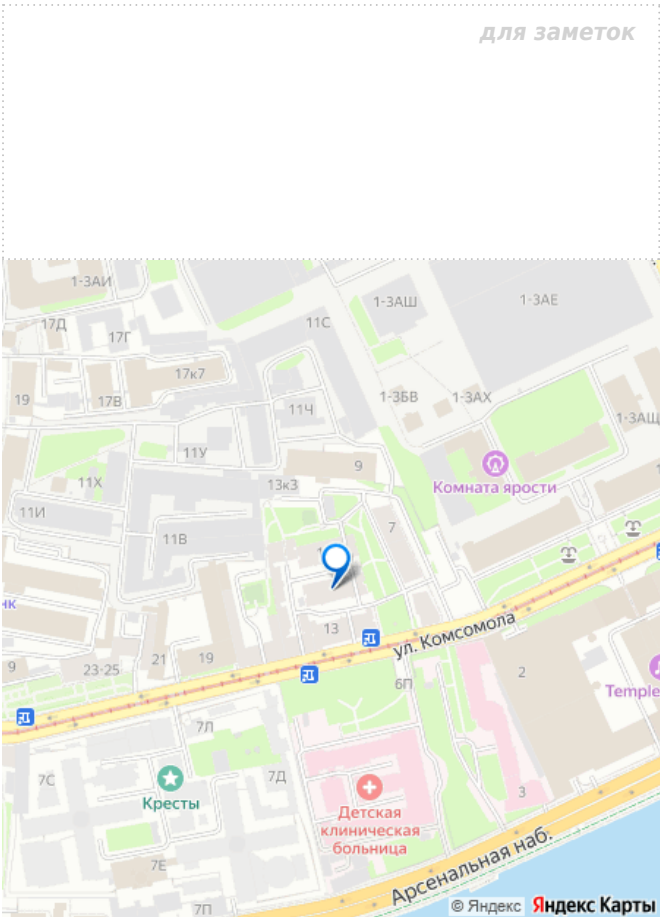 для заметок
1-3АИ
1-3АШ
1-3АЕ
17Д
17Г
11С
17к7
19
17В
11Ч
1-3БВ
1-3АХ
1-3АЩ
11У
9
Комната ярости
11Х
13к3
11И
11В
7
нк
13
ул. Комсомола
9
23-25
21
19
6П
2
Temple
7Л
7С
Кресты
7Д
3
Детская
клиническая
больница
7Е
Арсенальная наб.
7П
© Яндекс Яндекс Карты